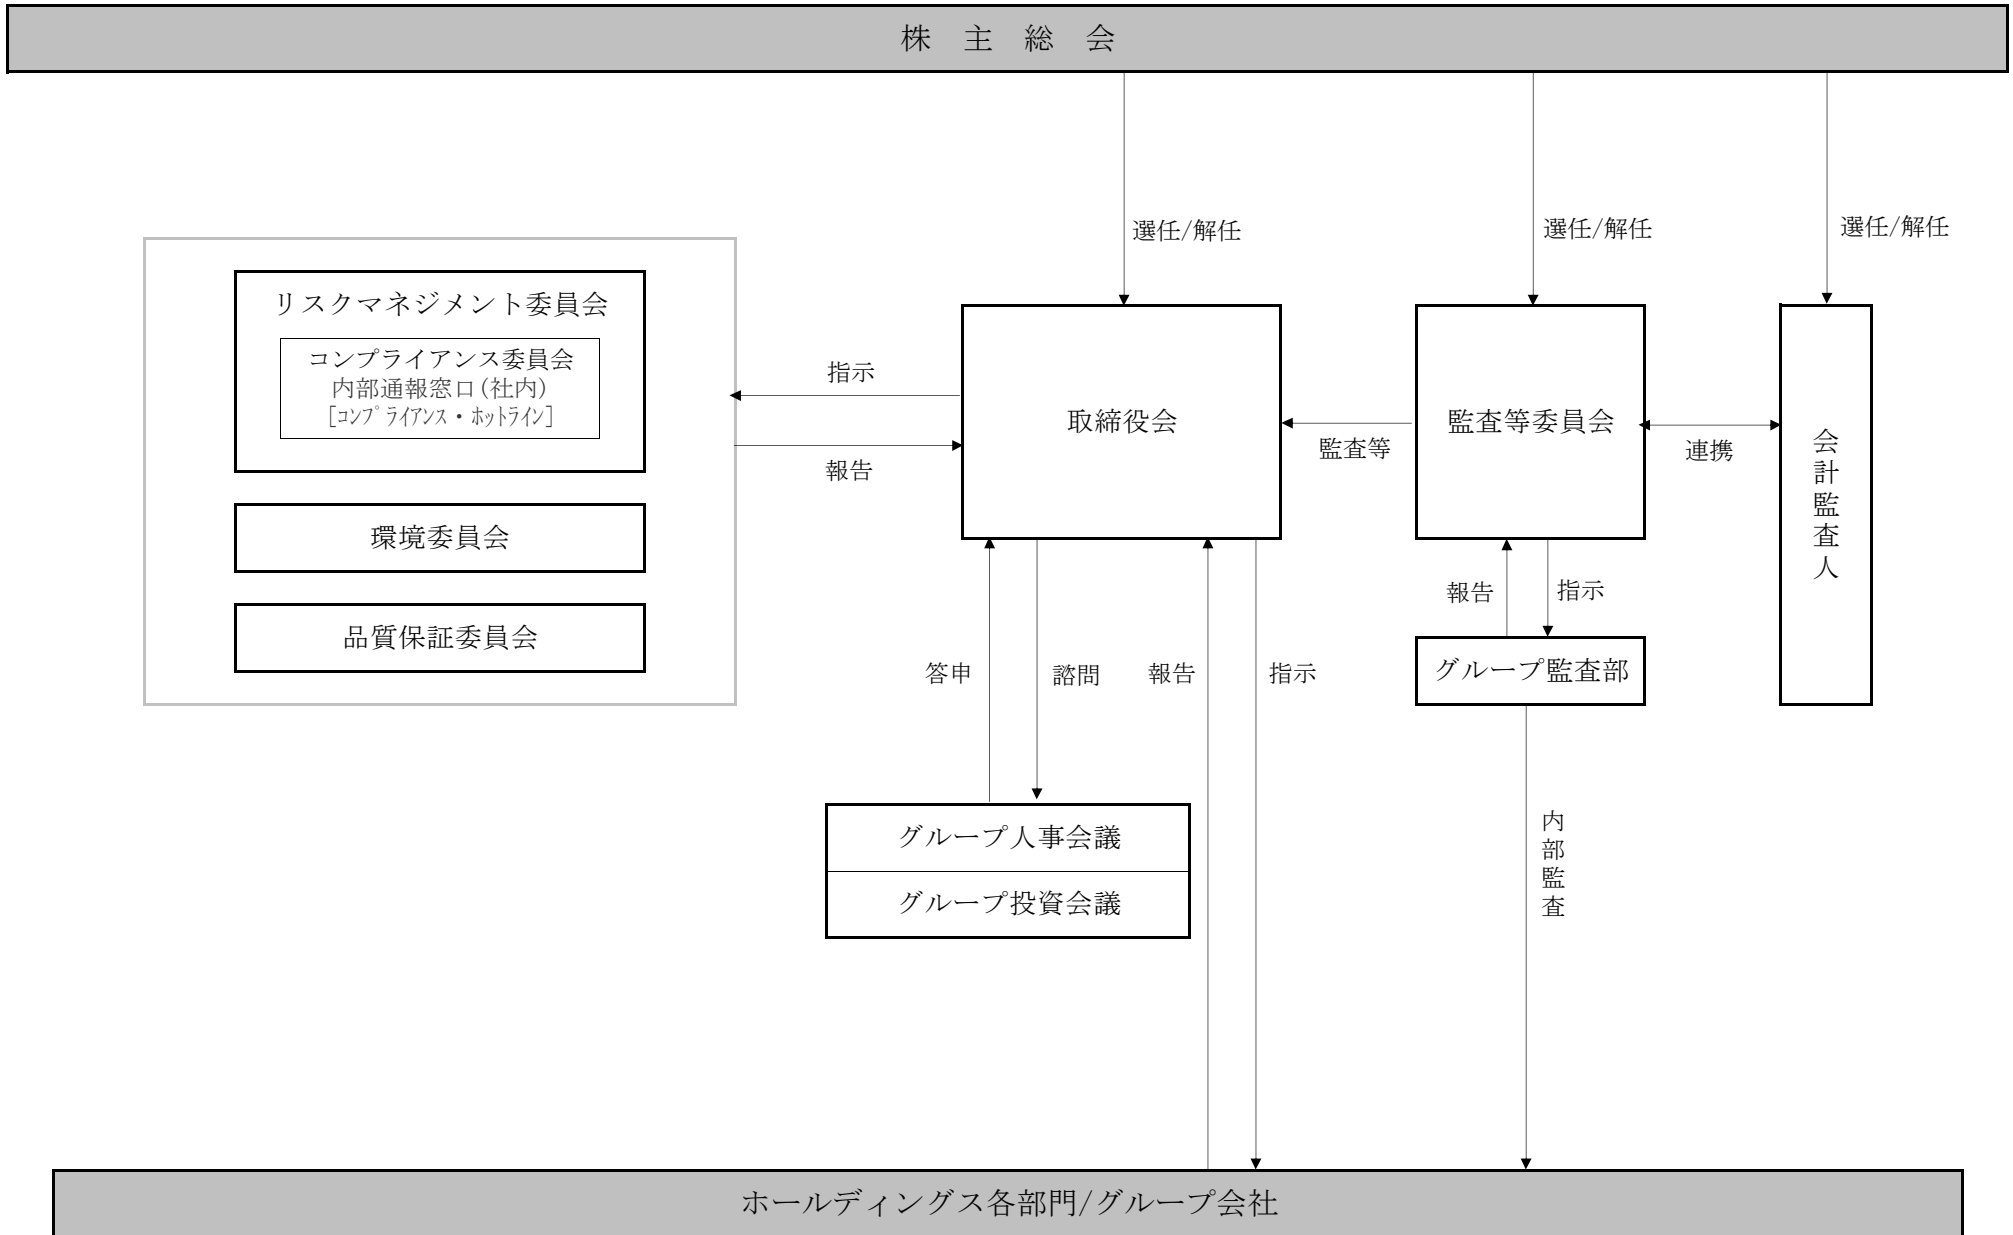 株　主　総　会
選任/解任
選任/解任
選任/解任
リスクマネジメント委員会
コンプライアンス委員会
内部通報窓口(社内)
[ｺﾝﾌﾟﾗｲｱﾝｽ・ﾎｯﾄﾗｲﾝ]
環境委員会
品質保証委員会
指示
報告
取締役会
監査等
監査等委員会
連携
会計監査人
報告
指示
グループ監査部
答申
諮問
報告
指示
グループ人事会議
グループ投資会議
内部監査
ホールディングス各部門/グループ会社